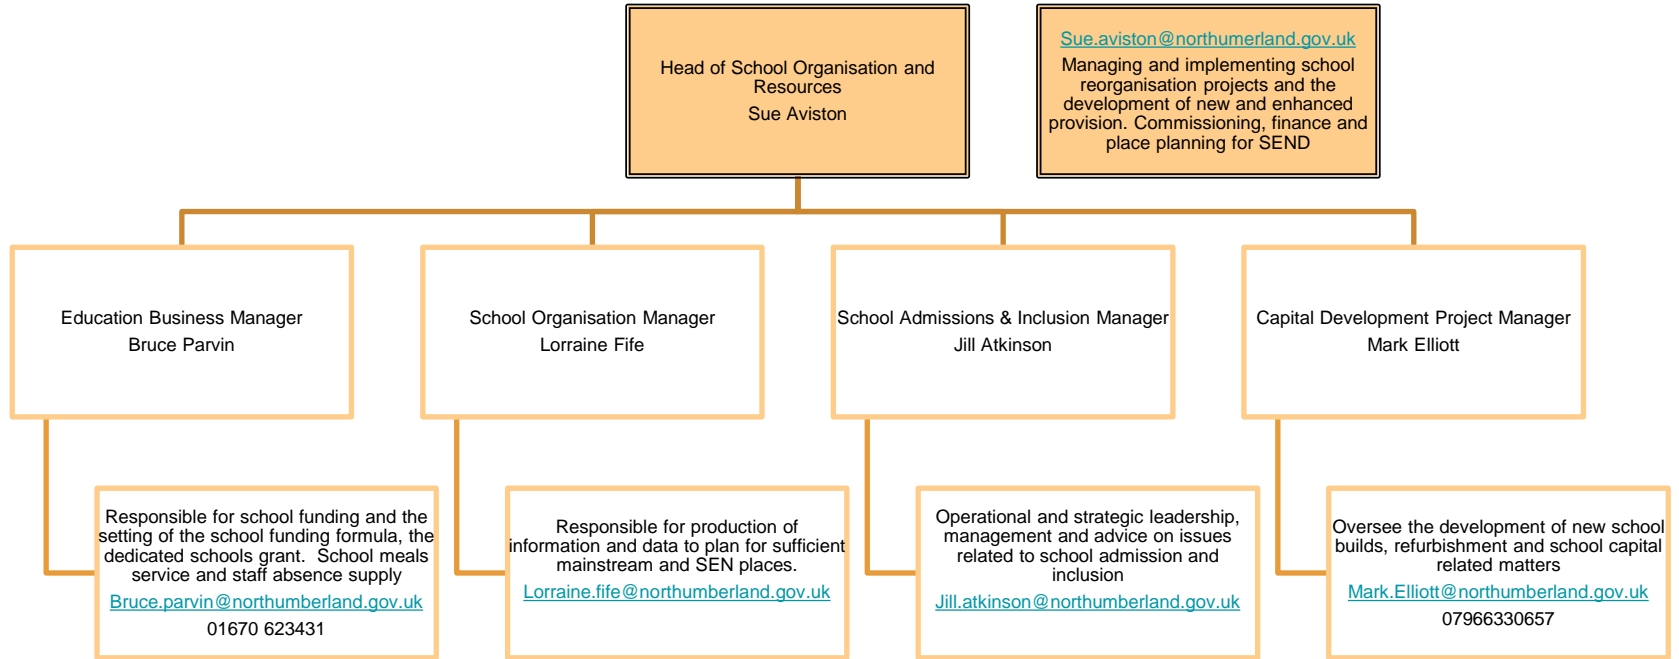 Head of School Organisation and
Resources
Sue Aviston
Sue.aviston@northumerland.gov.uk
Managing and implementing school
reorganisation projects and the
development of new and enhanced
provision. Commissioning, finance and
place planning for SEND
Education Business Manager
Bruce Parvin
School Organisation Manager
Lorraine Fife
School Admissions & Inclusion Manager
Jill Atkinson
Capital Development Project Manager
Mark Elliott
Responsible for school funding and the
setting of the school funding formula, the
dedicated schools grant.  School meals
service and staff absence supply
Bruce.parvin@northumberland.gov.uk
01670 623431
Responsible for production of
information and data to plan for sufficient
mainstream and SEN places.
Lorraine.fife@northumberland.gov.uk
Operational and strategic leadership,
management and advice on issues
related to school admission and
inclusion
Jill.atkinson@northumberland.gov.uk
Oversee the development of new school
builds, refurbishment and school capital
related matters
Mark.Elliott@northumberland.gov.uk
07966330657